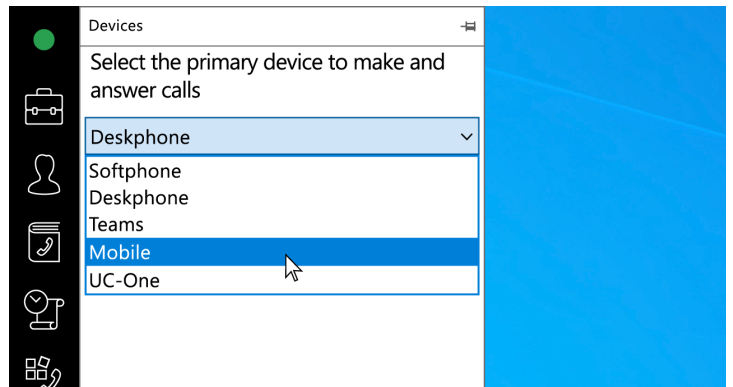 Devices
Select the primary device to make and
answer calls
Deskphone
Softphone
Deskphone
Teams
Mobile
UC-One